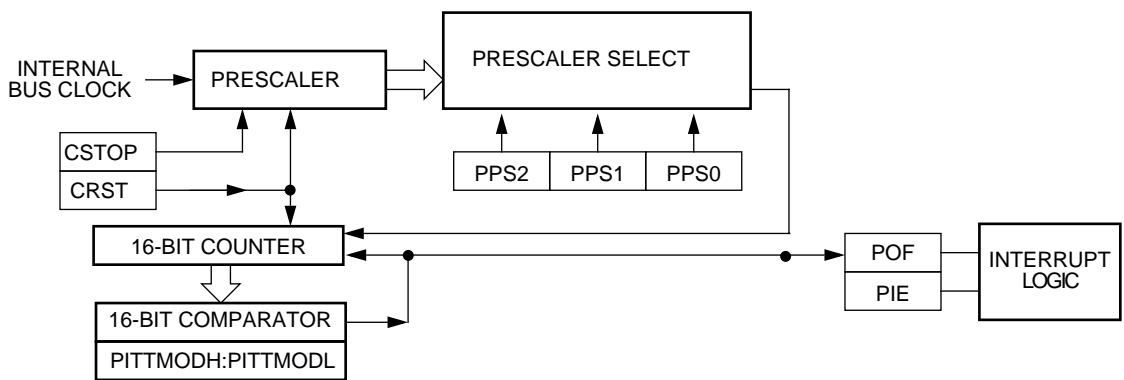 PRESCALER SELECT
INTERNAL
BUS CLOCK
PRESCALER
CSTOP
CRST
PPS2
PPS1
PPS0
16-BIT COUNTER
POF
PIE
INTERRUPT
LOGIC
16-BIT COMPARATOR
PITTMODH:PITTMODL